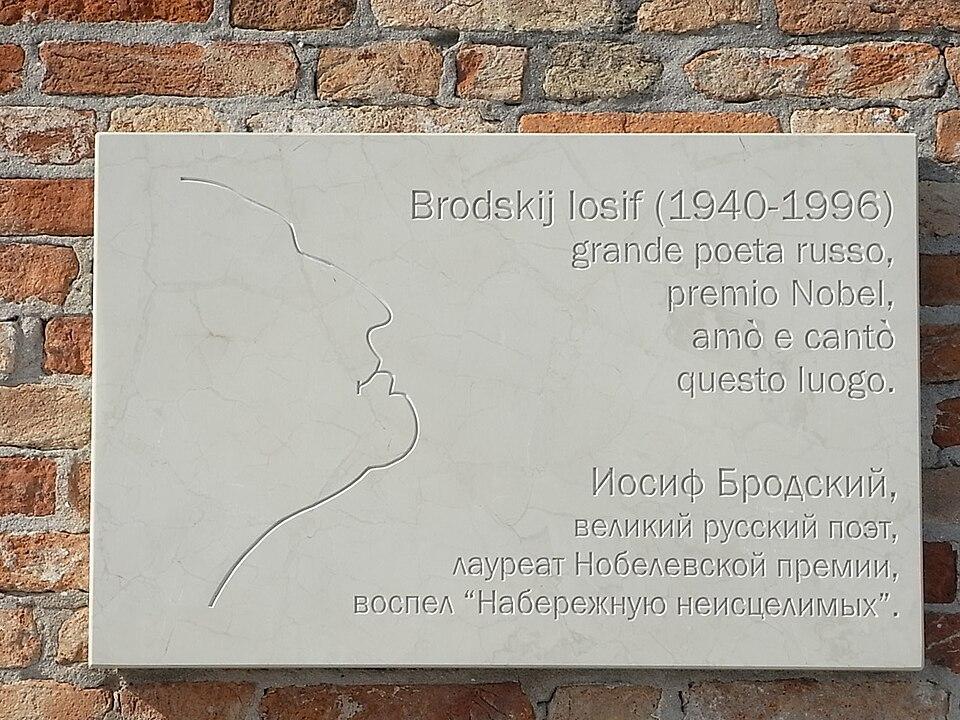 Brodskij Iosif (1940-1996)
grande poeta russo,
premio Nobel,
amò e cantò
questo luogo.
Иосиф Бродский,
великий русский поэт,
лауреат Нобелевской премии,
воспел “Набережную неисцелимых”.